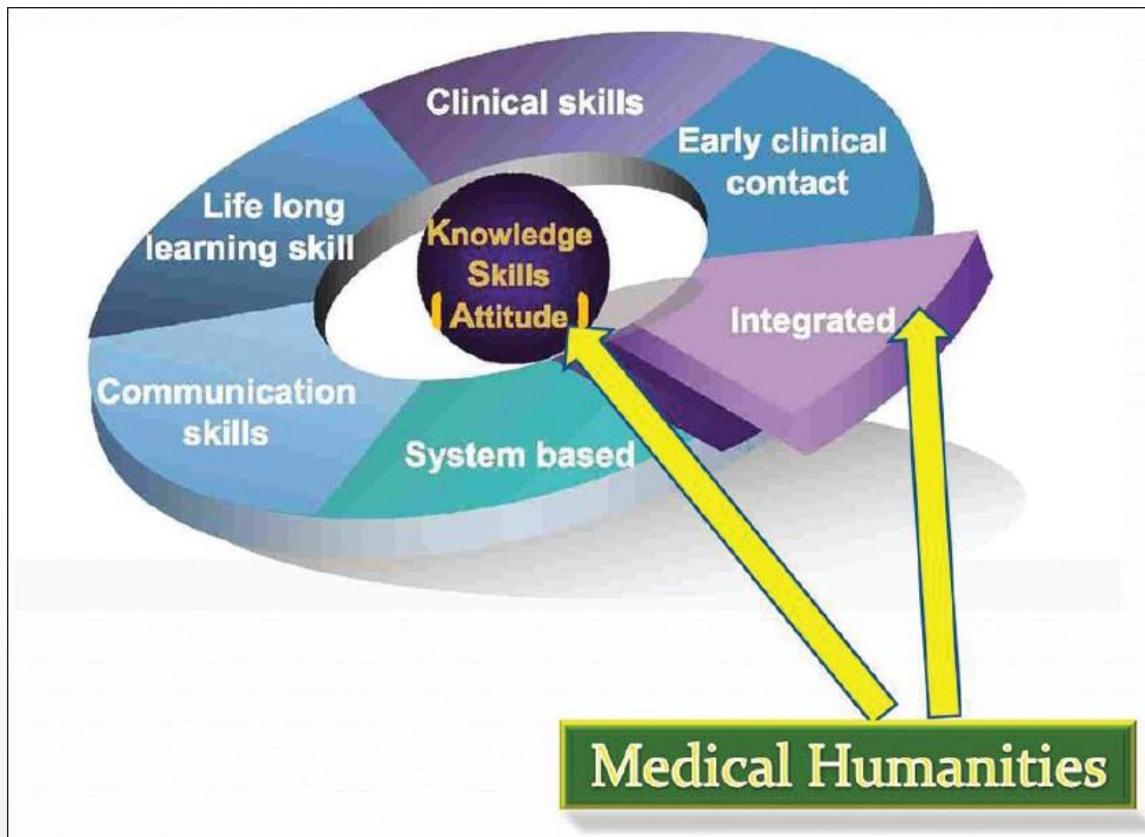 Clinical skills
Early clinical
contact
Life long
learning skill
Knowledge
Skills
[ Attitude ]
Integrated
Communication
skills
System based
Medical Humanities